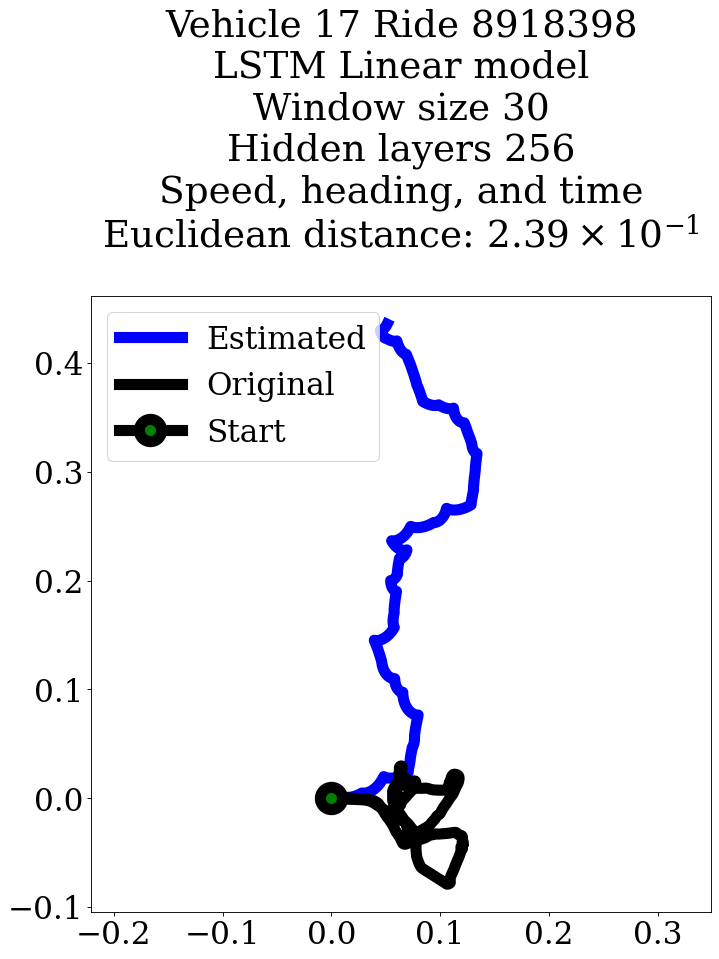 Vehicle 17 Ride 8918398
LSTM Linear model
Window size 30
Hidden layers 256
Speed, heading, and time
Euclidean distance: 2.39 × 10⁻¹
Estimated
Original
Start
0.4
0.3
0.2
0.1
0.0
−0.1
−0.2 −0.1 0.0 0.1 0.2 0.3